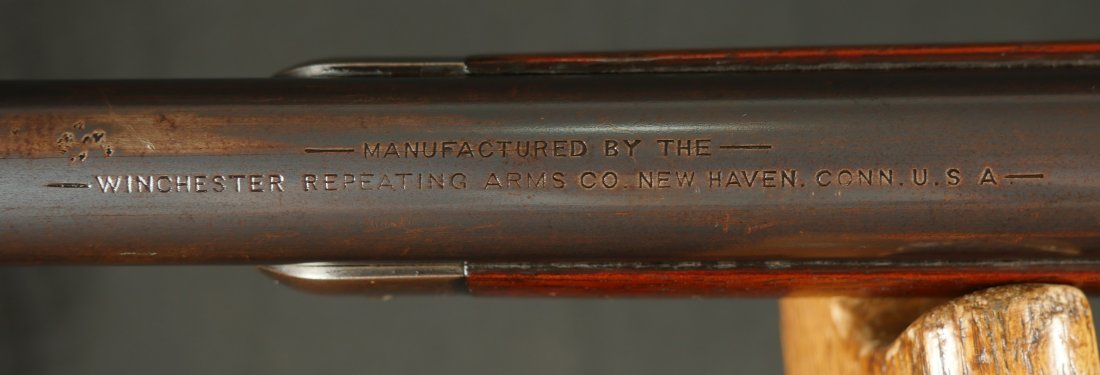 — MANUFACTURED BY THE —
— WINCHESTER REPEATING ARMS CO. NEW HAVEN. CONN. U.S A —